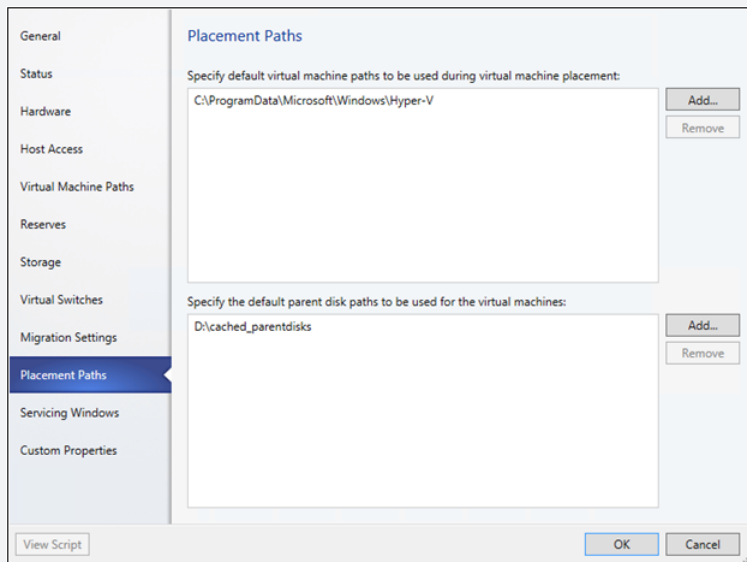 General
Status
Hardware
Host Access
Virtual Machine Paths
Reserves
Storage
Virtual Switches
Migration Settings
Placement Paths
Servicing Windows
Custom Properties
Placement Paths
Specify default virtual machine paths to be used during virtual machine placement:
C:\ProgramData\Microsoft\Windows\Hyper-V
Add...
Remove
Specify the default parent disk paths to be used for the virtual machines:
D:\cached_parentdisks
Add...
Remove
View Script
OK
Cancel